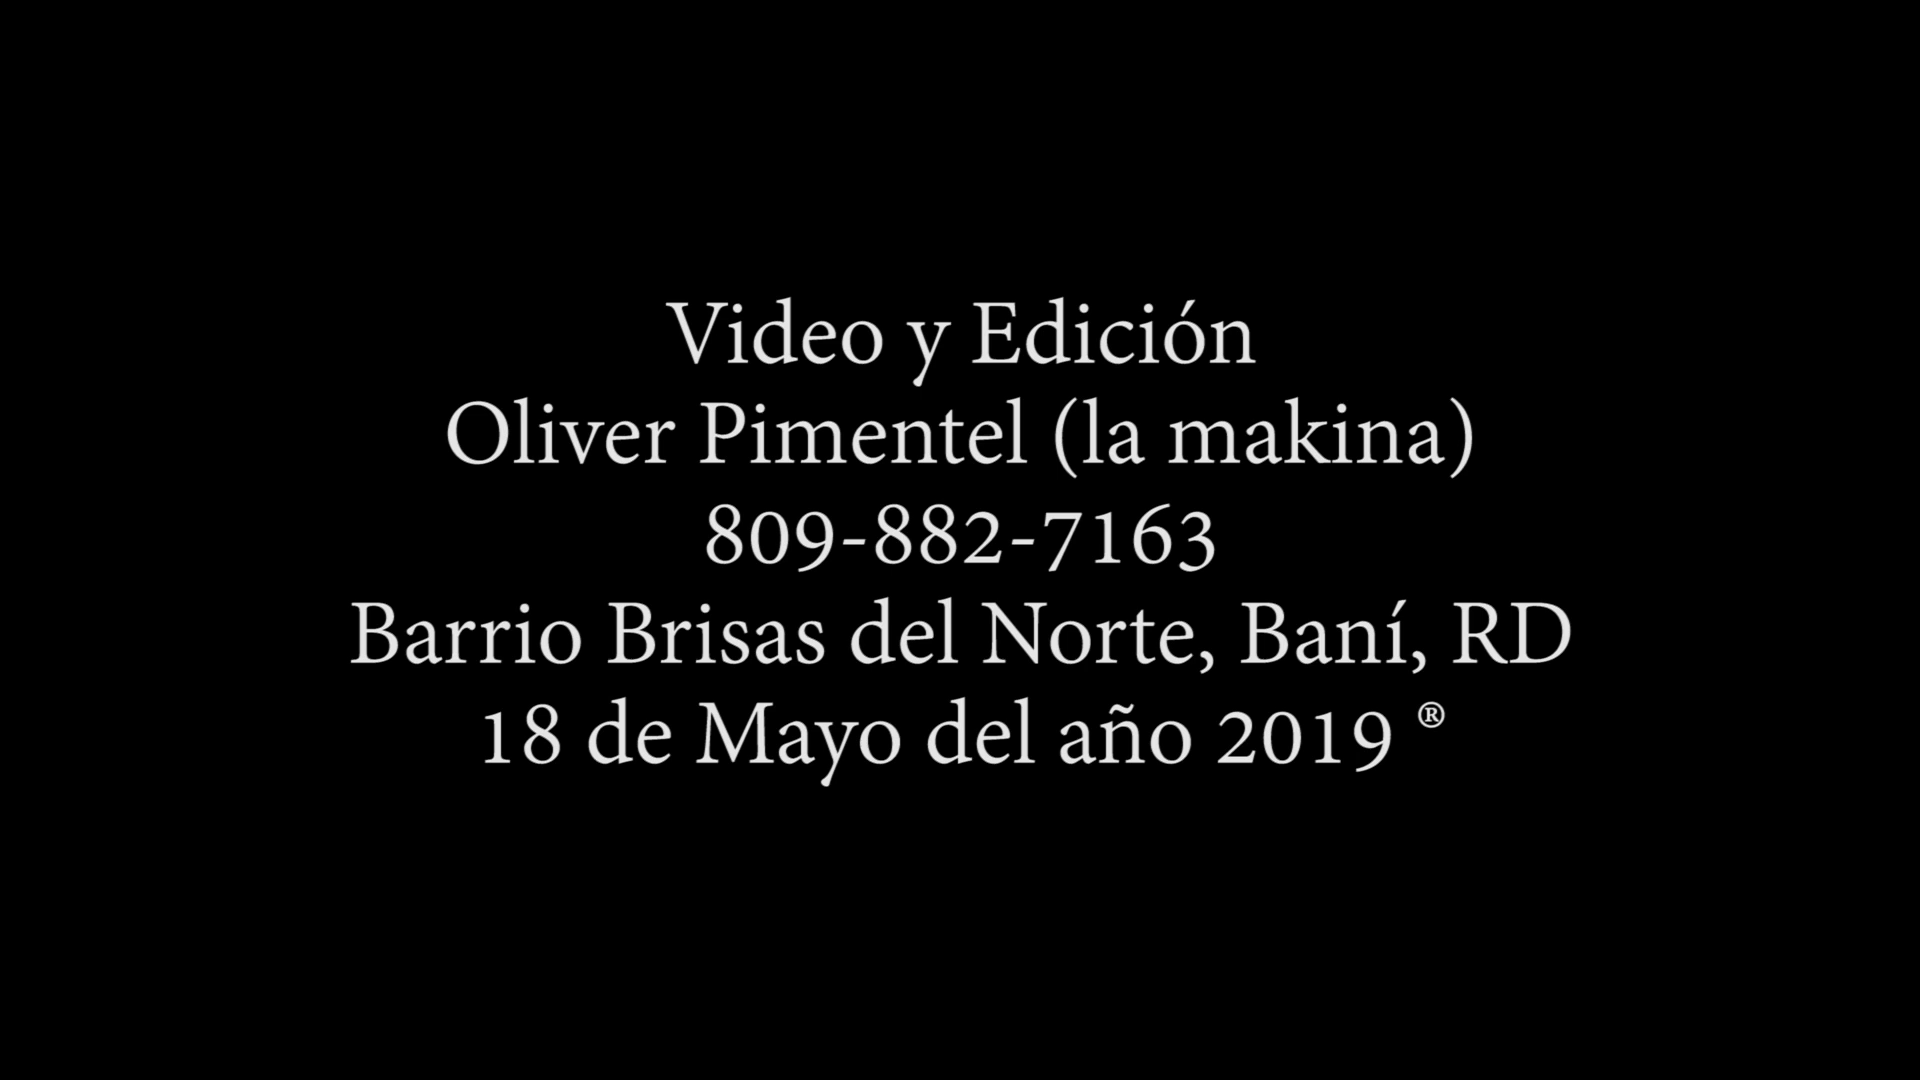 Video y Edición
Oliver Pimentel (la makina)
809-882-7163
Barrio Brisas del Norte, Baní, RD
18 de Mayo del año 2019 ®